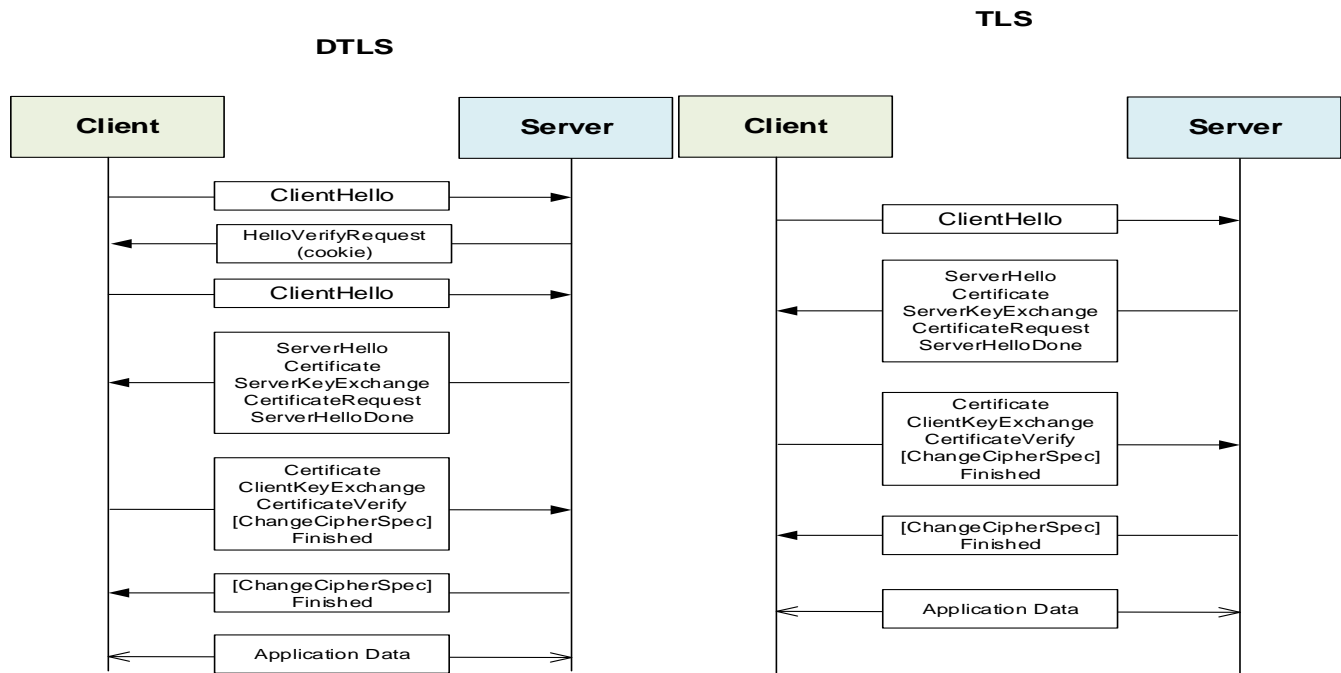 DTLS
Client
Server
ClientHello
HelloVerifyRequest
(cookie)
ClientHello
ServerHello
Certificate
ServerKeyExchange
CertificateRequest
ServerHelloDone
Certificate
ClientKeyExchange
CertificateVerify
[ChangeCipherSpec]
Finished
[ChangeCipherSpec]
Finished
Application Data
TLS
Client
Server
ClientHello
ServerHello
Certificate
ServerKeyExchange
CertificateRequest
ServerHelloDone
Certificate
ClientKeyExchange
CertificateVerify
[ChangeCipherSpec]
Finished
[ChangeCipherSpec]
Finished
Application Data